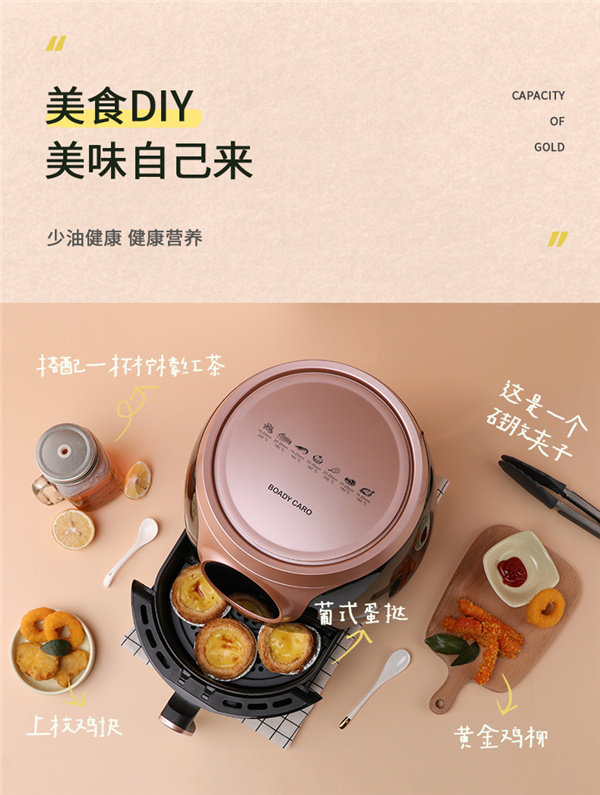 美食DIY
美味自己来
少油健康 健康营养
CAPACITY
OF
GOLD
搭配一杯柠檬红茶
这是一个
硅胶夹子
BOADY CARO
葡式蛋挞
上校鸡块
黄金鸡柳